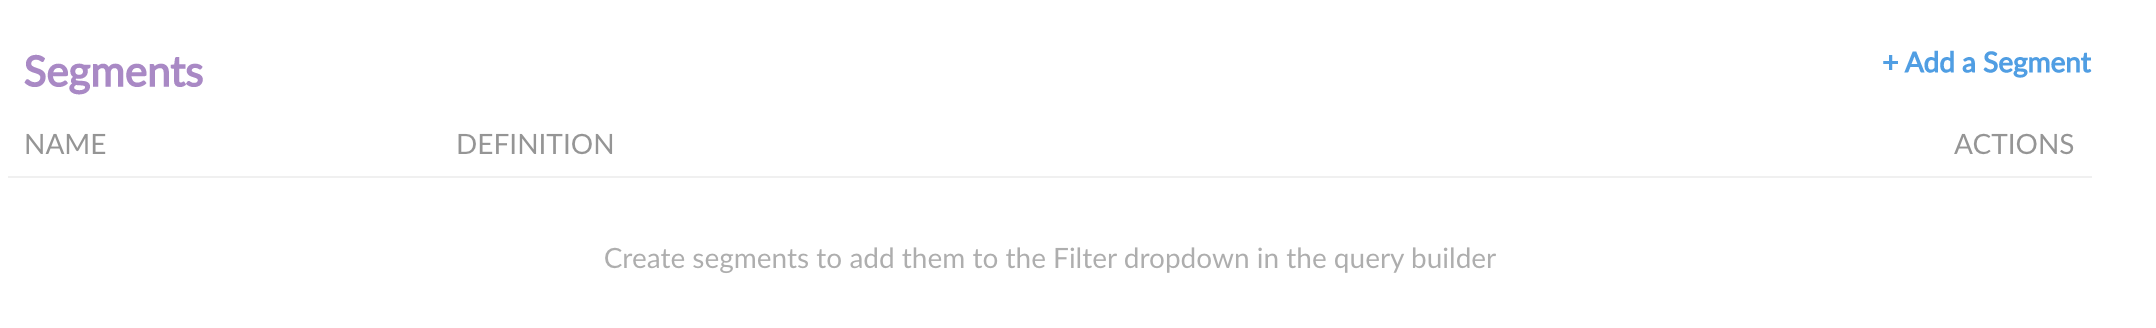 Segments
+ Add a Segment
NAME DEFINITION ACTIONS
Create segments to add them to the Filter dropdown in the query builder